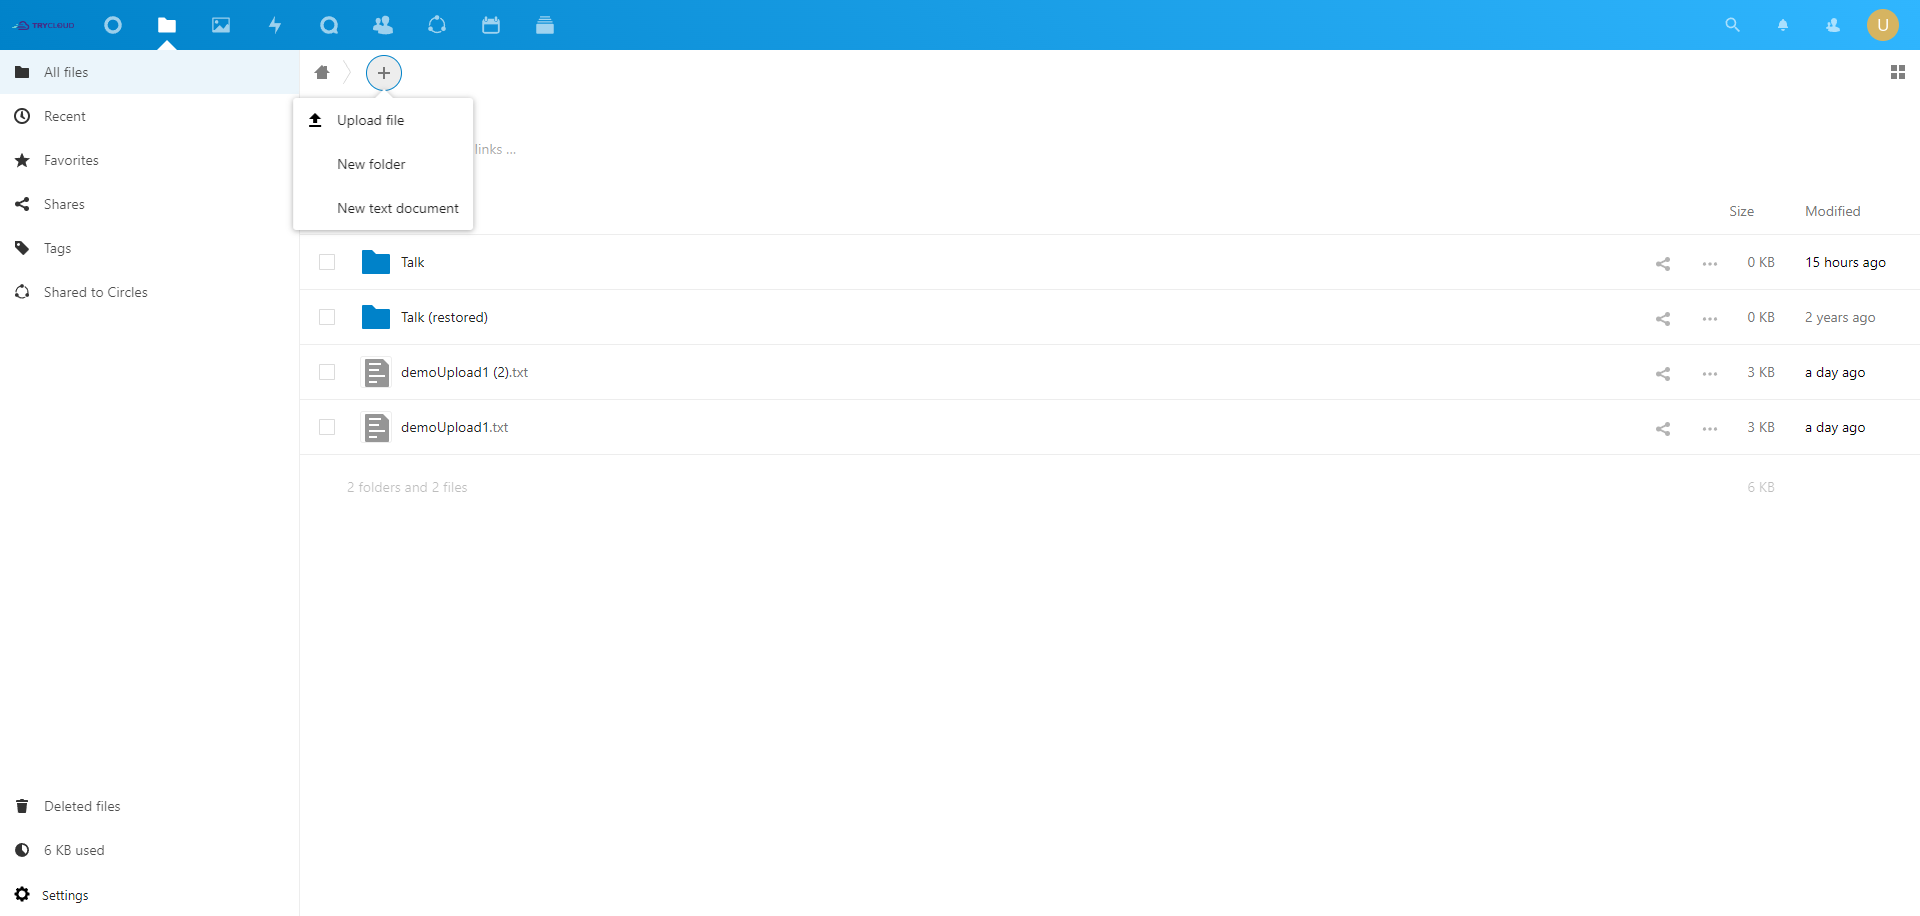 TRYCLOUD
U
All files
Recent
Favorites
Shares
Tags
Shared to Circles
Upload file
New folder
New text document
links ...
Size Modified
Talk 0 KB 15 hours ago
Talk (restored) 0 KB 2 years ago
demoUpload1 (2).txt 3 KB a day ago
demoUpload1.txt 3 KB a day ago
2 folders and 2 files 6 KB
Deleted files
6 KB used
Settings